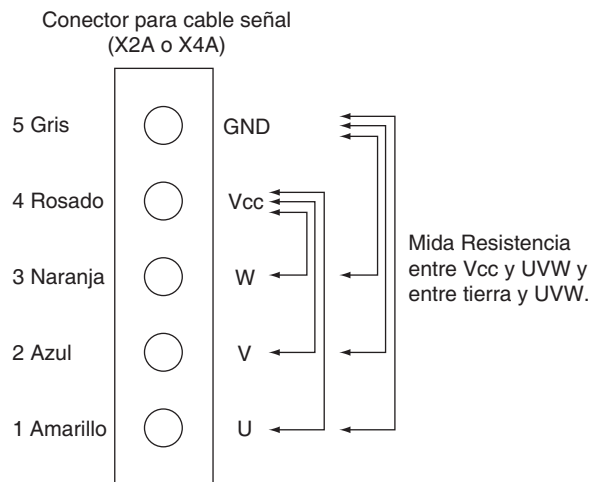 Conector para cable señal
(X2A o X4A)
5 Gris
GND
4 Rosado
Vcc
3 Naranja
W
2 Azul
V
1 Amarillo
U
Mida Resistencia
entre Vcc y UVW y
entre tierra y UVW.